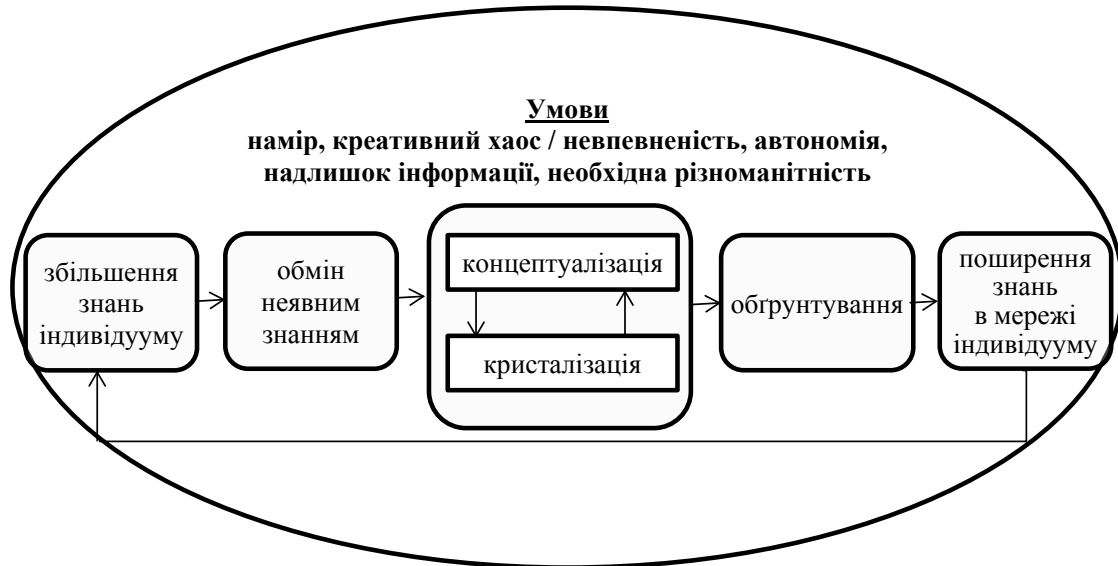 Умови
намір, креативний хаос / невпевненість, автономія,
надлишок інформації, необхідна різноманітність
збільшення
знань
індивідууму
обмін
неявним
знанням
концептуалізація
кристалізація
обґрунтування
поширення
знань
в мережі
індивідууму